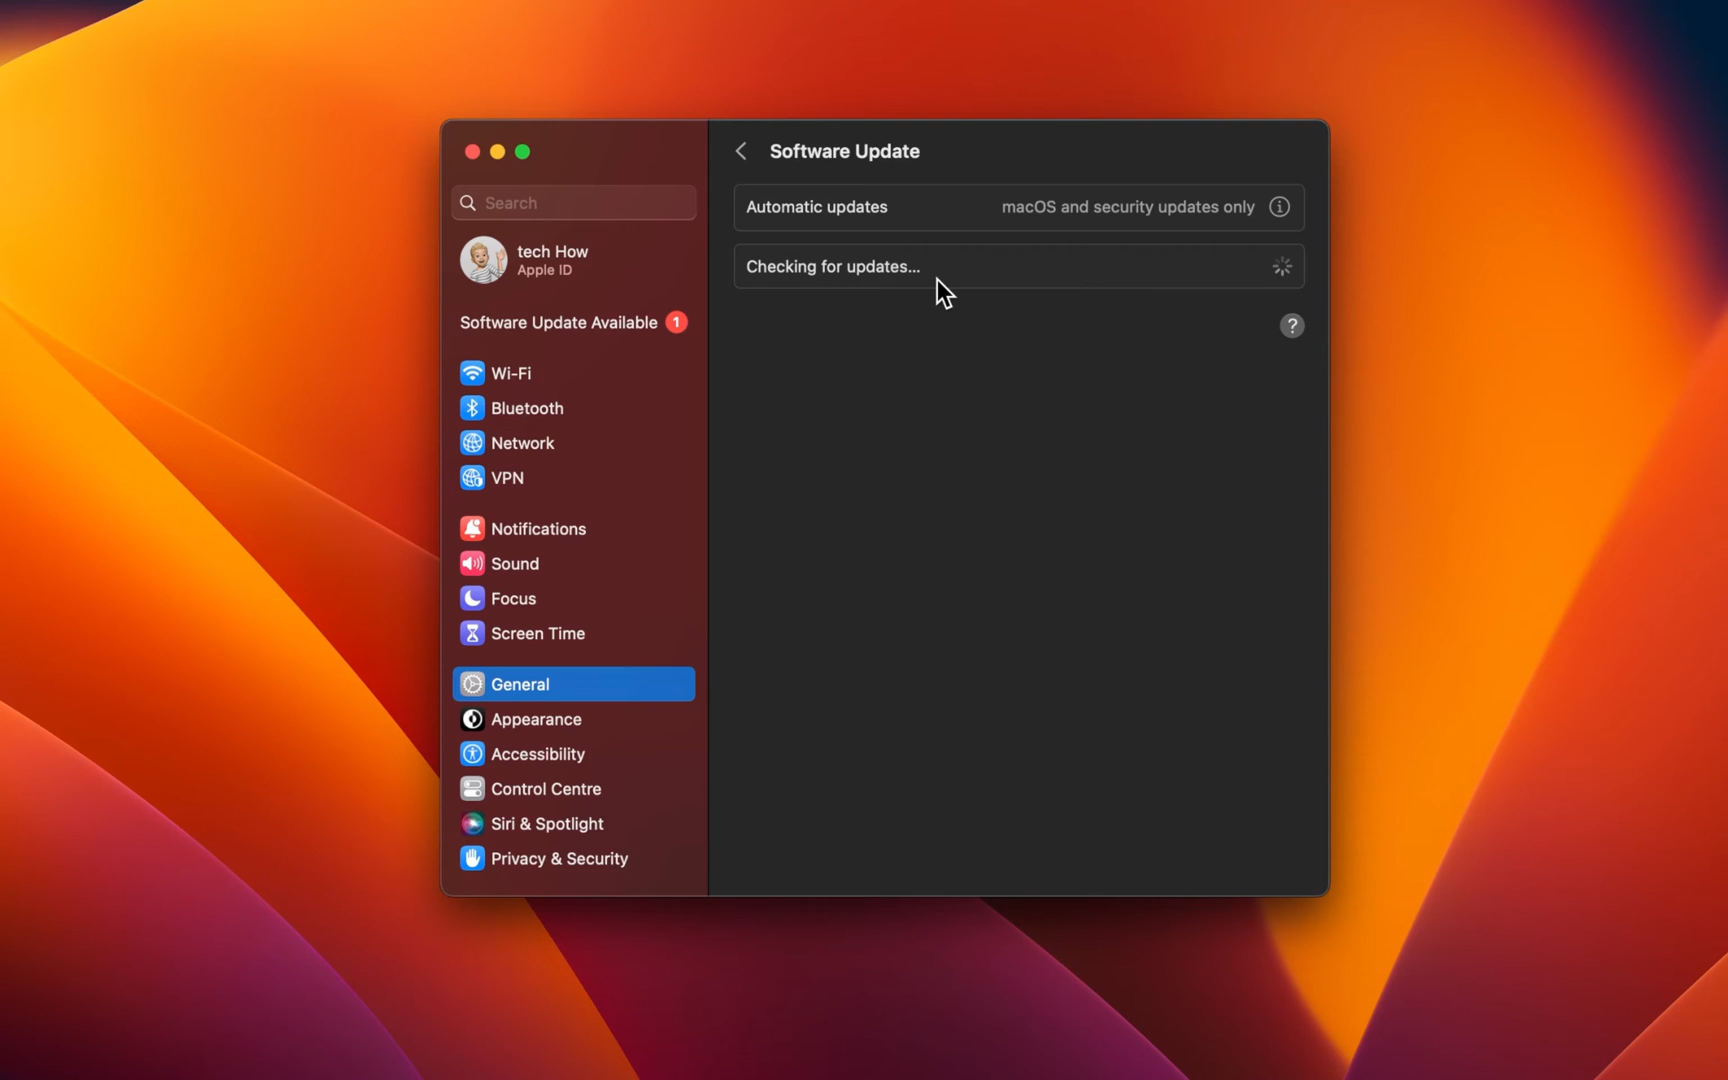 Search
tech How
Apple ID
Software Update Available 1
Wi-Fi
Bluetooth
Network
VPN
Notifications
Sound
Focus
Screen Time
General
Appearance
Accessibility
Control Centre
Siri & Spotlight
Privacy & Security
Software Update
Automatic updates macOS and security updates only
Checking for updates...
?